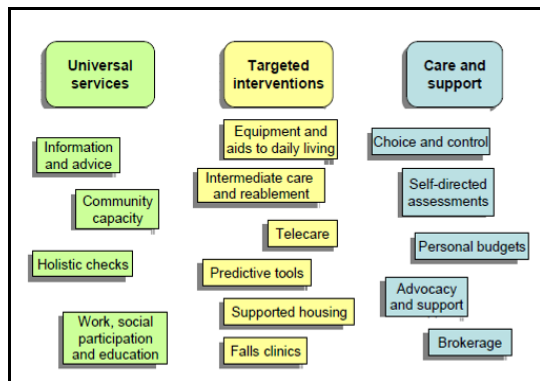 Universal
services
Information
and advice
Community
capacity
Holistic checks
Work, social
participation
and education
Targeted
interventions
Equipment and
aids to daily living
Intermediate care
and reablement
Telecare
Predictive tools
Supported housing
Falls clinics
Care and
support
Choice and control
Self-directed
assessments
Personal budgets
Advocacy
and support
Brokerage